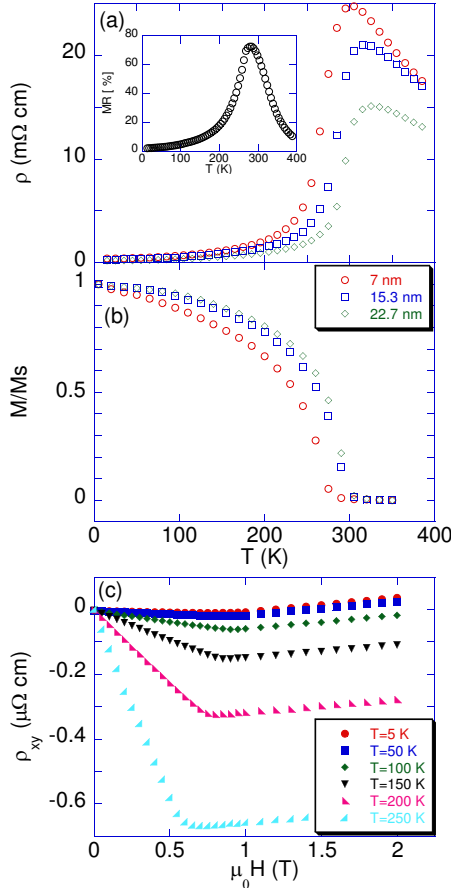 (a)
ρ (mΩ cm)
20
10
0
MR [ %]
80
60
40
20
0
0 100 200 300 400
T (K)
7 nm
15.3 nm
22.7 nm
(b)
M/Ms
1
0.5
0
0 100 200 300 400
T (K)
(c)
ρxy (μΩ cm)
0
-0.2
-0.4
-0.6
T=5 K
T=50 K
T=100 K
T=150 K
T=200 K
T=250 K
0.0 0.5 1.0 1.5 2.0
μ0H (T)